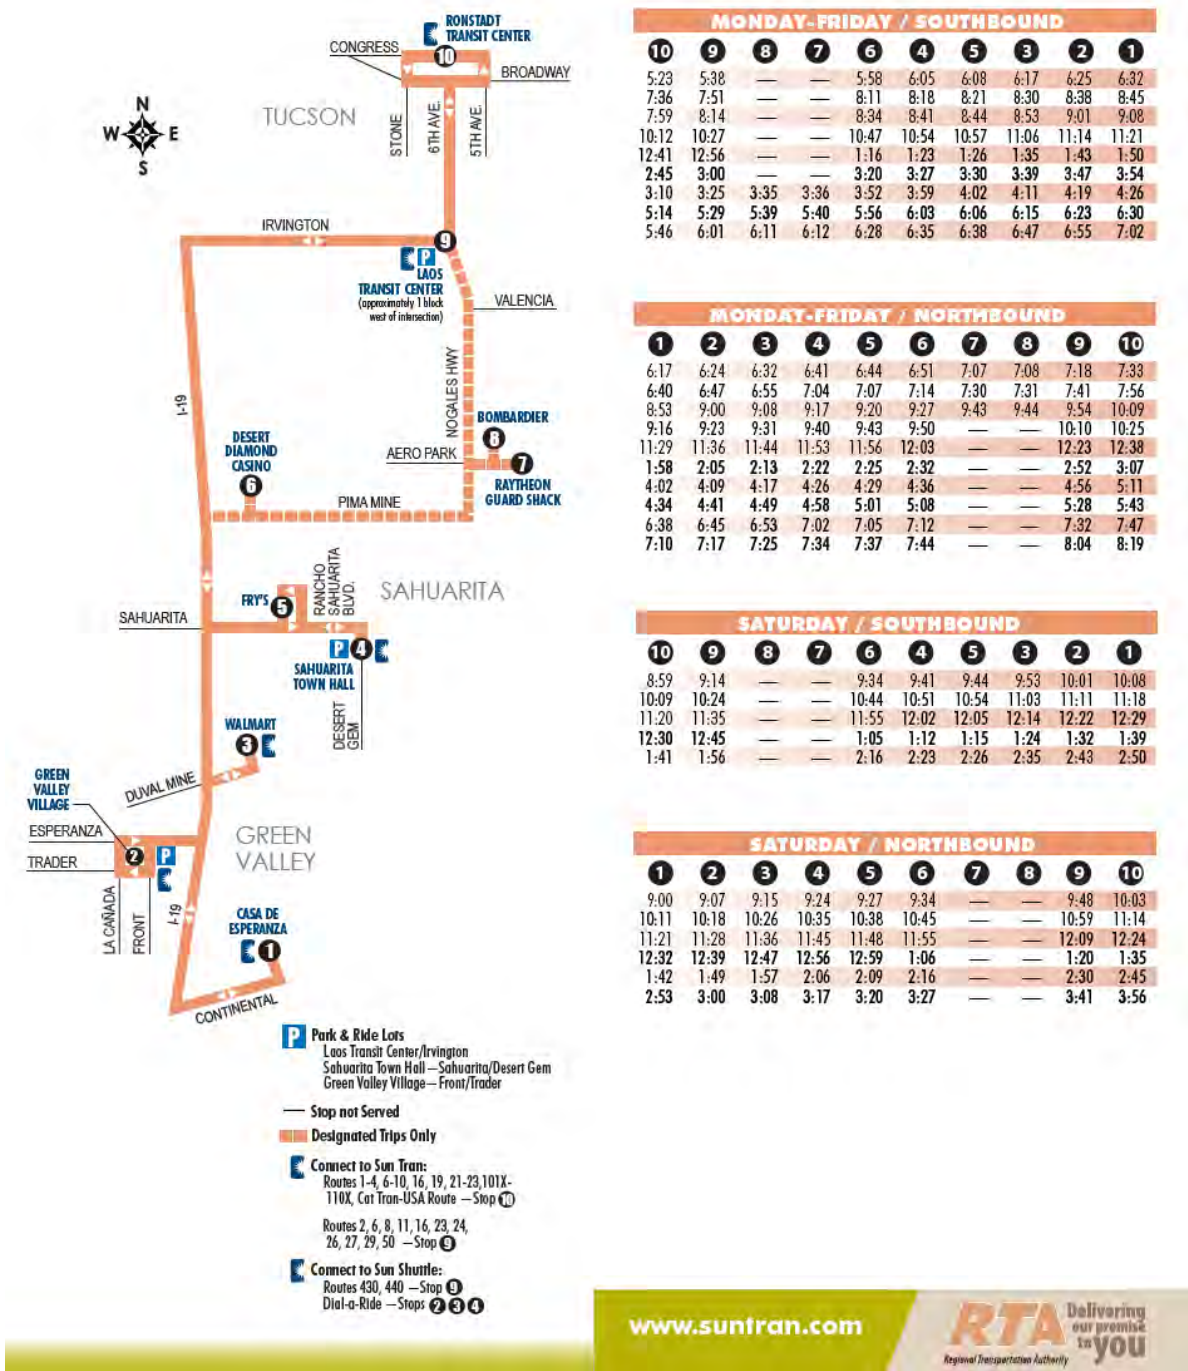 RONSTADT
TRANSIT CENTER
CONGRESS
10
BROADWAY
TUCSON
N
W E
S
STONE
6TH AVE.
5TH AVE.
IRVINGTON
9
P
LAOS
TRANSIT CENTER
(approximately 1 block
west of intersection)
VALENCIA
I-19
NOGALES HWY
BOMBARDIER
8
DESERT
DIAMOND
CASINO
6
AERO PARK
7
RAYTHEON
GUARD SHACK
PIMA MINE
RANCHO
SAHUARITA
BLVD.
SAHUARITA
FRY'S
5
SAHUARITA
P 4
SAHUARITA
TOWN HALL
DESERT
GEM
WALMART
3
DUVAL MINE
GREEN
VALLEY
VILLAGE
ESPERANZA
2 P
TRADER
GREEN
VALLEY
LA CAÑADA
FRONT
I-19
CASA DE
ESPERANZA
1
CONTINENTAL
P Park & Ride Lots
Laos Transit Center/Irvington
Sahuarita Town Hall — Sahuarita/Desert Gem
Green Valley Village — Front/Trader
— Stop not Served
Designated Trips Only
Connect to Sun Tran:
Routes 1-4, 6-10, 16, 19, 21-23,101X-
110X, Cat Tran-USA Route — Stop 10
Routes 2, 6, 8, 11, 16, 23, 24,
26, 27, 29, 50 — Stop 9
Connect to Sun Shuttle:
Routes 430, 440 — Stop 9
Dial-a-Ride — Stops 2 3 4
MONDAY-FRIDAY / SOUTHBOUND
10 9 8 7 6 4 5 3 2 1
5:23 5:38 — — 5:58 6:05 6:08 6:17 6:25 6:32
7:36 7:51 — — 8:11 8:18 8:21 8:30 8:38 8:45
7:59 8:14 — — 8:34 8:41 8:44 8:53 9:01 9:08
10:12 10:27 — — 10:47 10:54 10:57 11:06 11:14 11:21
12:41 12:56 — — 1:16 1:23 1:26 1:35 1:43 1:50
2:45 3:00 — — 3:20 3:27 3:30 3:39 3:47 3:54
3:10 3:25 3:35 3:36 3:52 3:59 4:02 4:11 4:19 4:26
5:14 5:29 5:39 5:40 5:56 6:03 6:06 6:15 6:23 6:30
5:46 6:01 6:11 6:12 6:28 6:35 6:38 6:47 6:55 7:02
MONDAY-FRIDAY / NORTHBOUND
1 2 3 4 5 6 7 8 9 10
6:17 6:24 6:32 6:41 6:44 6:51 7:07 7:08 7:18 7:33
6:40 6:47 6:55 7:04 7:07 7:14 7:30 7:31 7:41 7:56
8:53 9:00 9:08 9:17 9:20 9:27 9:43 9:44 9:54 10:09
9:16 9:23 9:31 9:40 9:43 9:50 — — 10:10 10:25
11:29 11:36 11:44 11:53 11:56 12:03 — — 12:23 12:38
1:58 2:05 2:13 2:22 2:25 2:32 — — 2:52 3:07
4:02 4:09 4:17 4:26 4:29 4:36 — — 4:56 5:11
4:34 4:41 4:49 4:58 5:01 5:08 — — 5:28 5:43
6:38 6:45 6:53 7:02 7:05 7:12 — — 7:32 7:47
7:10 7:17 7:25 7:34 7:37 7:44 — — 8:04 8:19
SATURDAY / SOUTHBOUND
10 9 8 7 6 4 5 3 2 1
8:59 9:14 — — 9:34 9:41 9:44 9:53 10:01 10:08
10:09 10:24 — — 10:44 10:51 10:54 11:03 11:11 11:18
11:20 11:35 — — 11:55 12:02 12:05 12:14 12:22 12:29
12:30 12:45 — — 1:05 1:12 1:15 1:24 1:32 1:39
1:41 1:56 — — 2:16 2:23 2:26 2:35 2:43 2:50
SATURDAY / NORTHBOUND
1 2 3 4 5 6 7 8 9 10
9:00 9:07 9:15 9:24 9:27 9:34 — — 9:48 10:03
10:11 10:18 10:26 10:35 10:38 10:45 — — 10:59 11:14
11:21 11:28 11:36 11:45 11:48 11:55 — — 12:09 12:24
12:32 12:39 12:47 12:56 12:59 1:06 — — 1:20 1:35
1:42 1:49 1:57 2:06 2:09 2:16 — — 2:30 2:45
2:53 3:00 3:08 3:17 3:20 3:27 — — 3:41 3:56
www.suntran.com
RTA
Regional Transportation Authority
Delivering
our promise
to you